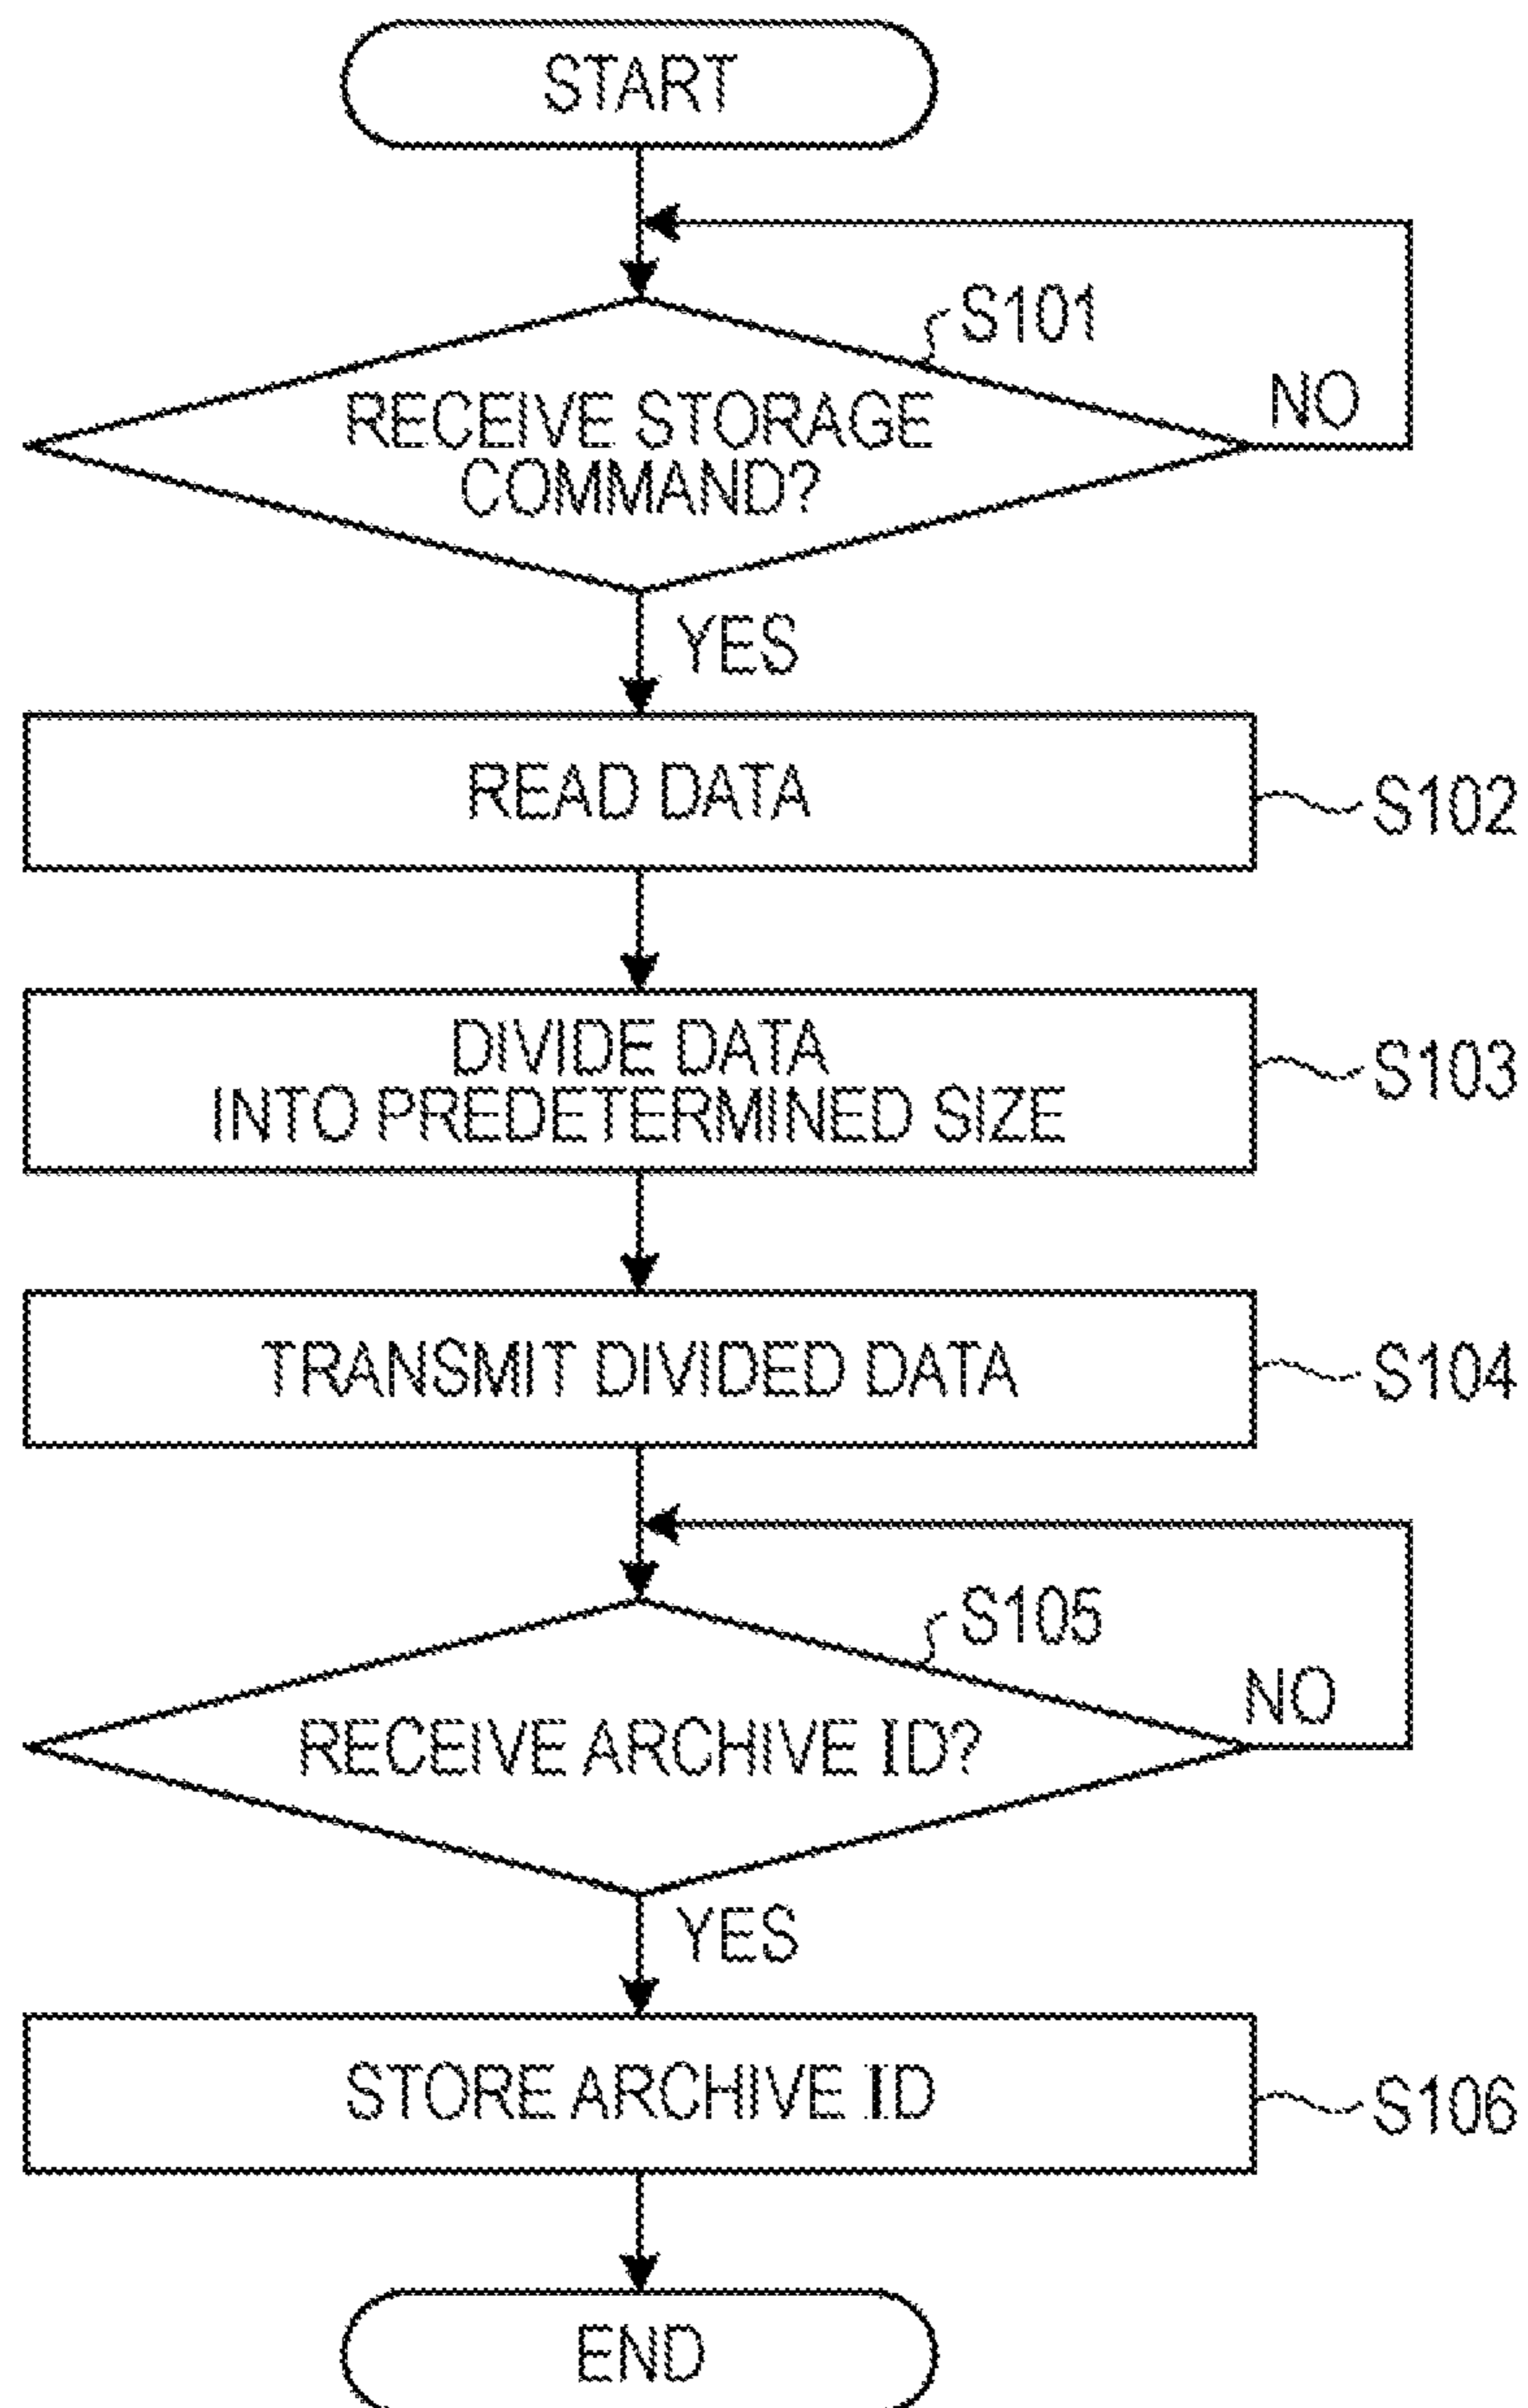 START
S101
RECEIVE STORAGE
COMMAND?
NO
YES
READ DATA
S102
DIVIDE DATA
INTO PREDETERMINED SIZE
S103
TRANSMIT DIVIDED DATA
S104
S105
RECEIVE ARCHIVE ID?
NO
YES
STORE ARCHIVE ID
S106
END